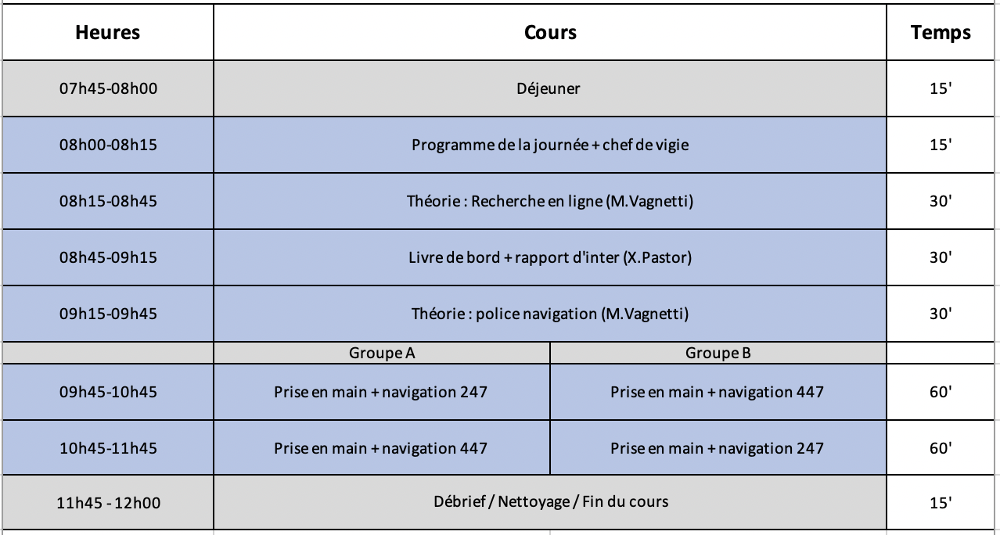 Heures Cours Temps
07h45-08h00 Déjeuner 15'
08h00-08h15 Programme de la journée + chef de vigie 15'
08h15-08h45 Théorie : Recherche en ligne (M.Vagnetti) 30'
08h45-09h15 Livre de bord + rapport d'inter (X.Pastor) 30'
09h15-09h45 Théorie : police navigation (M.Vagnetti) 30'
Groupe A Groupe B
09h45-10h45 Prise en main + navigation 247 Prise en main + navigation 447 60'
10h45-11h45 Prise en main + navigation 447 Prise en main + navigation 247 60'
11h45 - 12h00 Débrief / Nettoyage / Fin du cours 15'